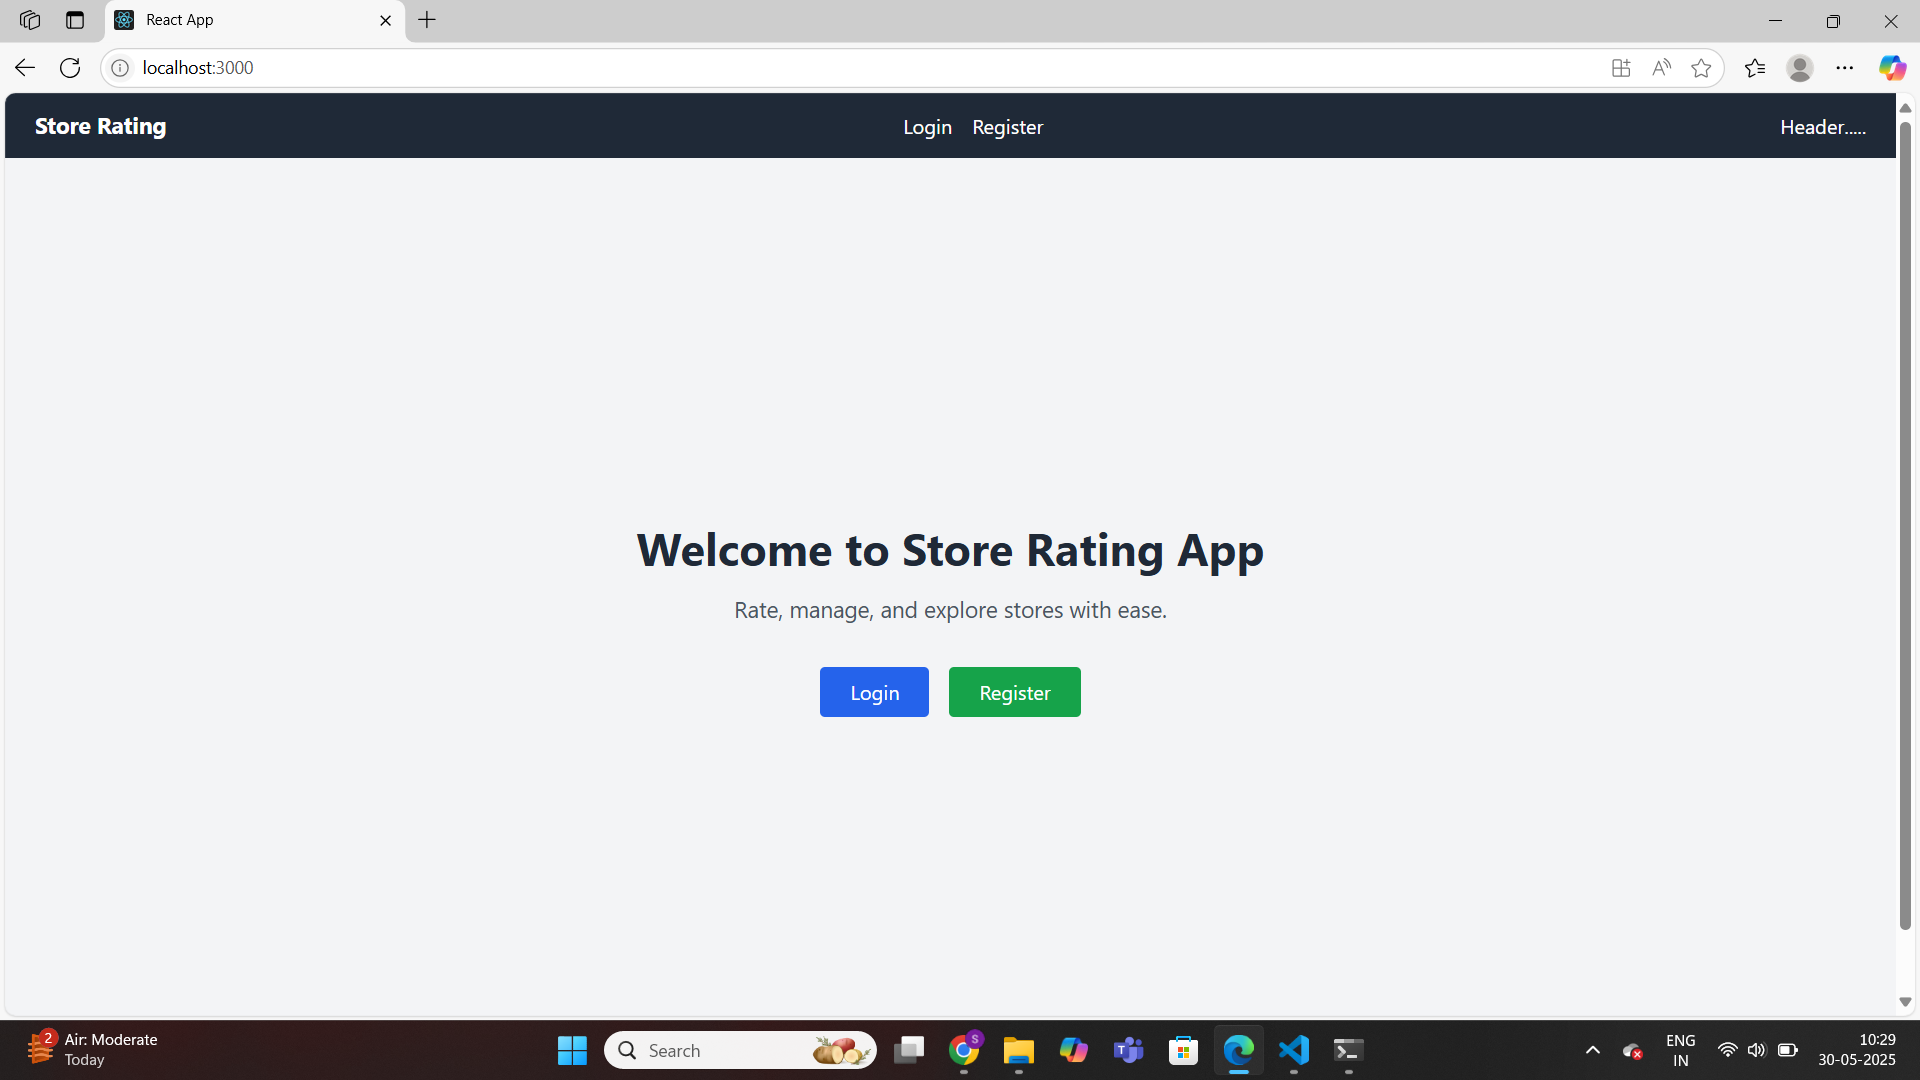 React App
localhost:3000
Store Rating
Login Register
Header.....
Welcome to Store Rating App
Rate, manage, and explore stores with ease.
Login
Register
2
Air: Moderate
Today
Search
S
T
ENG
IN
10:29
30-05-2025